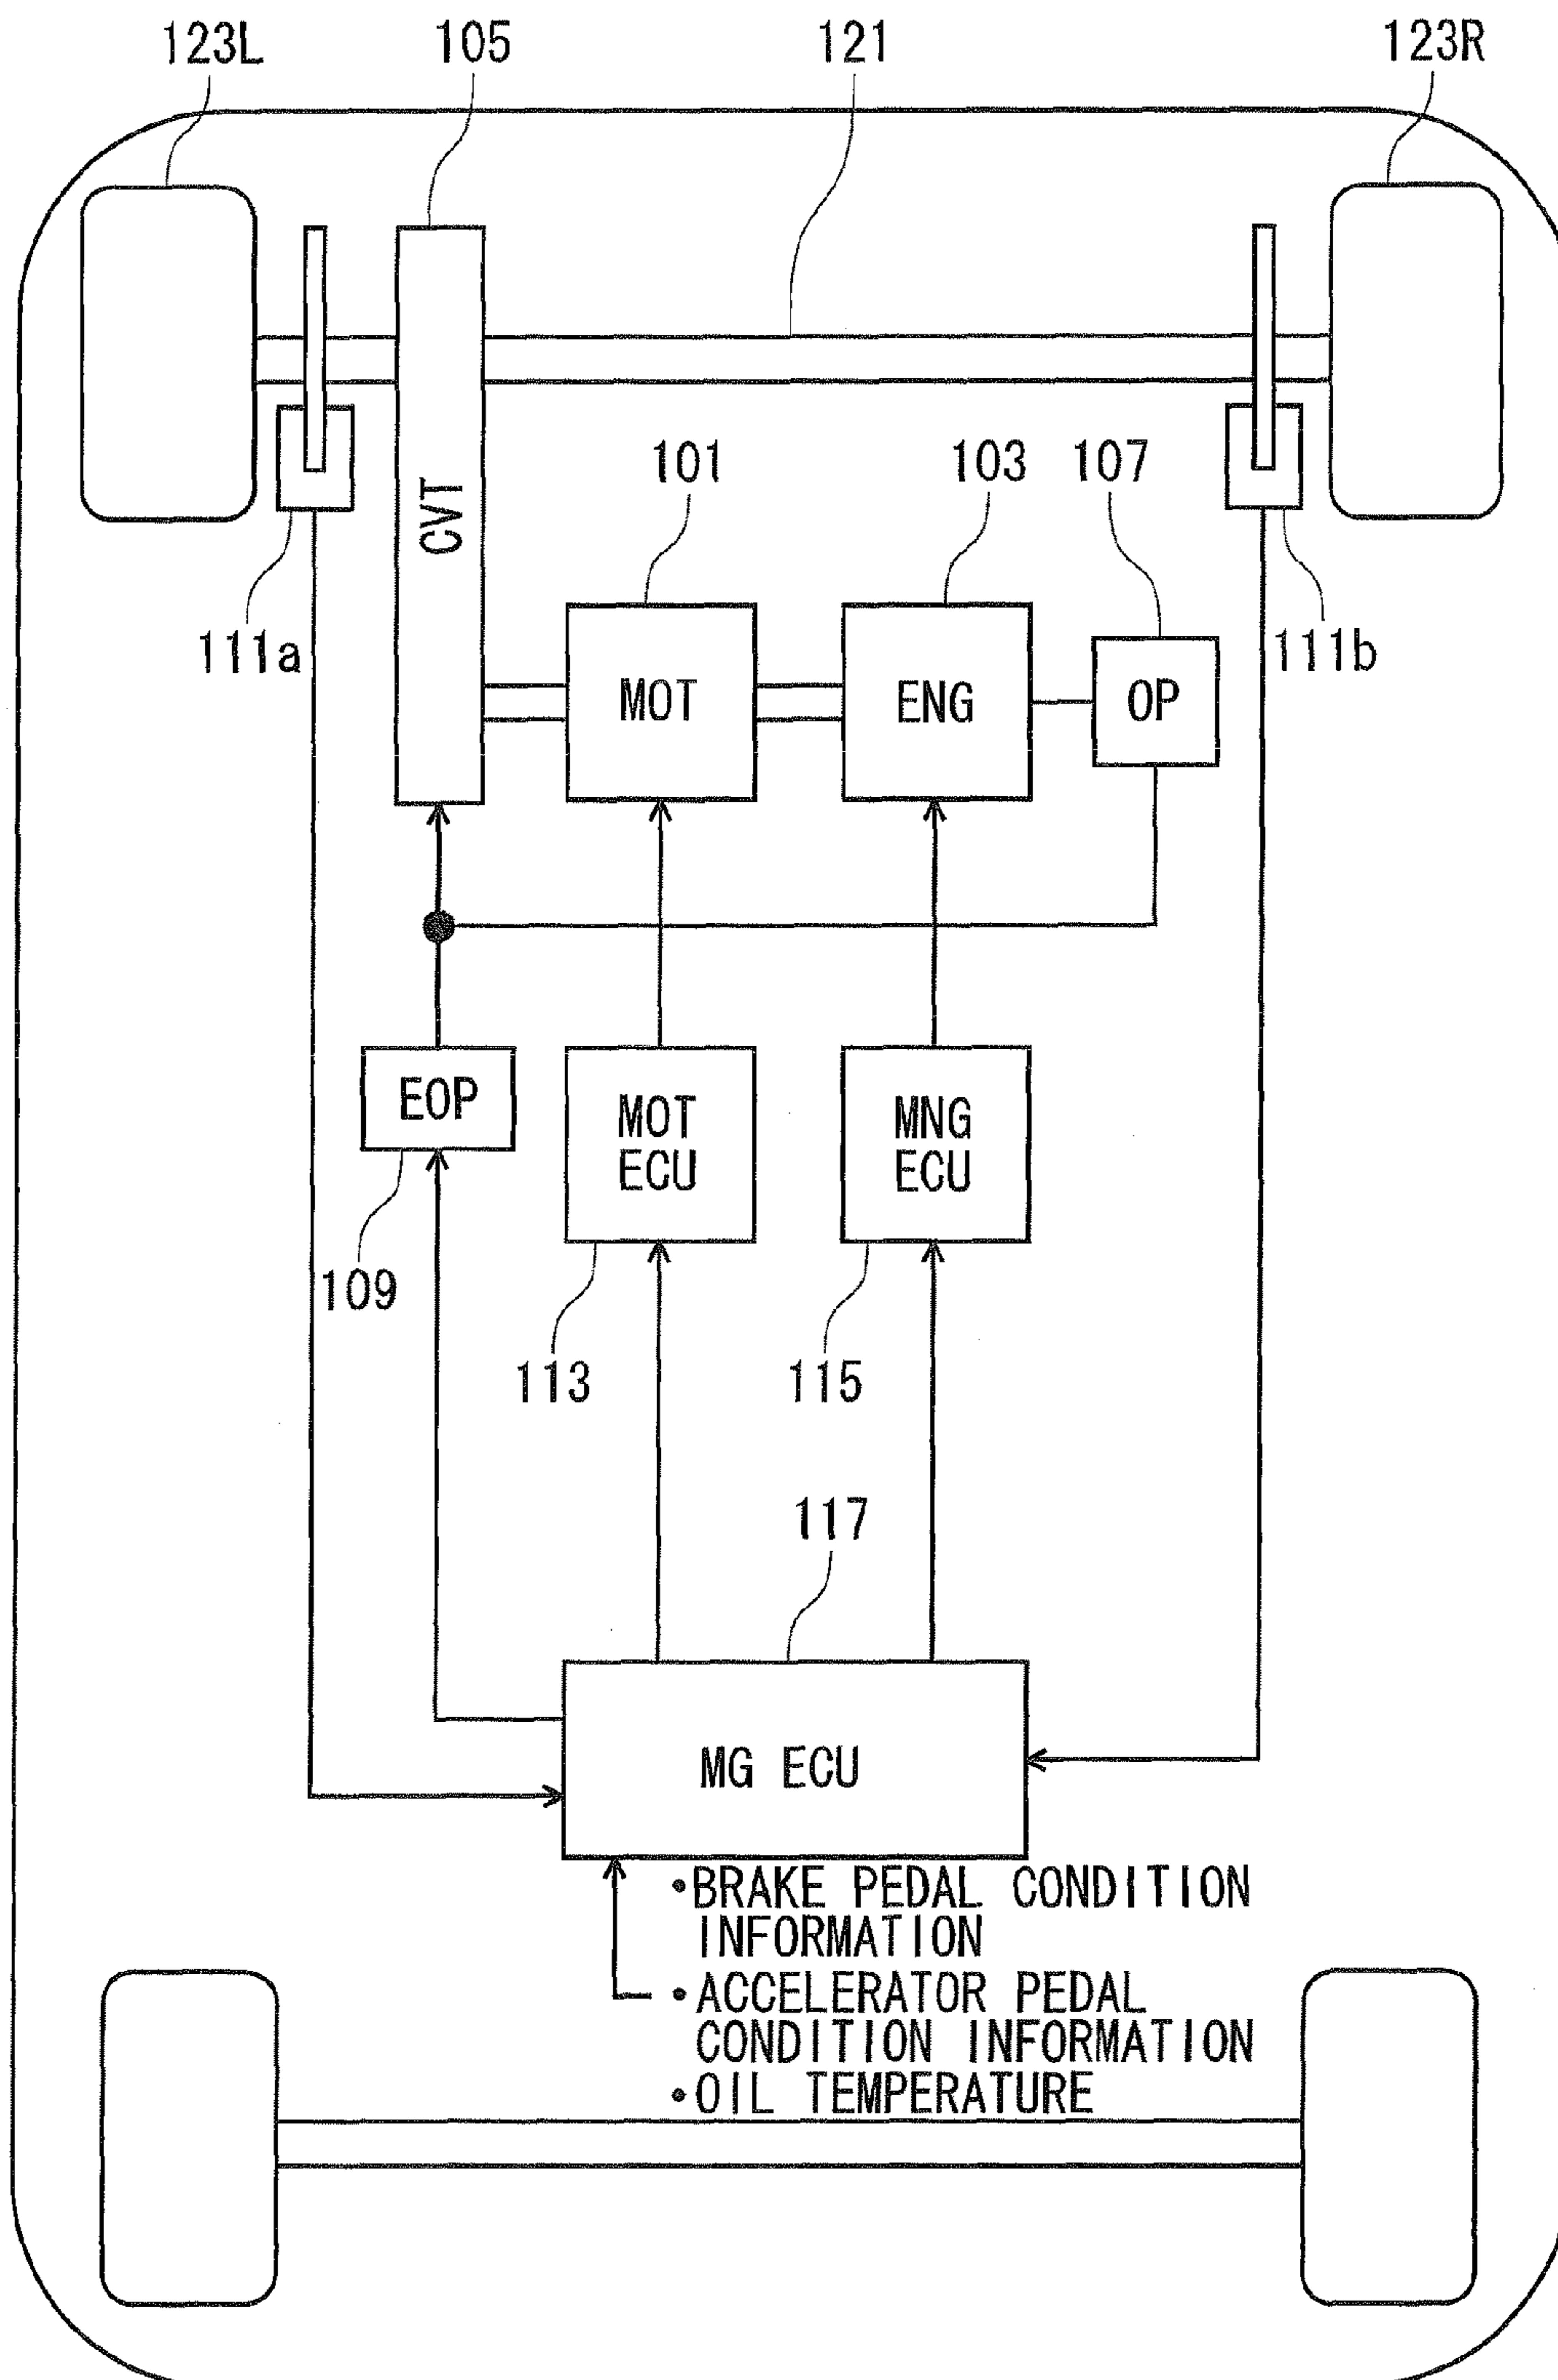 123L
105
121
123R
CVT
101
103
107
111a
111b
MOT
ENG
OP
EOP
MOT
ECU
MNG
ECU
109
113
115
117
MG ECU
•BRAKE PEDAL CONDITION
INFORMATION
•ACCELERATOR PEDAL
CONDITION INFORMATION
•OIL TEMPERATURE